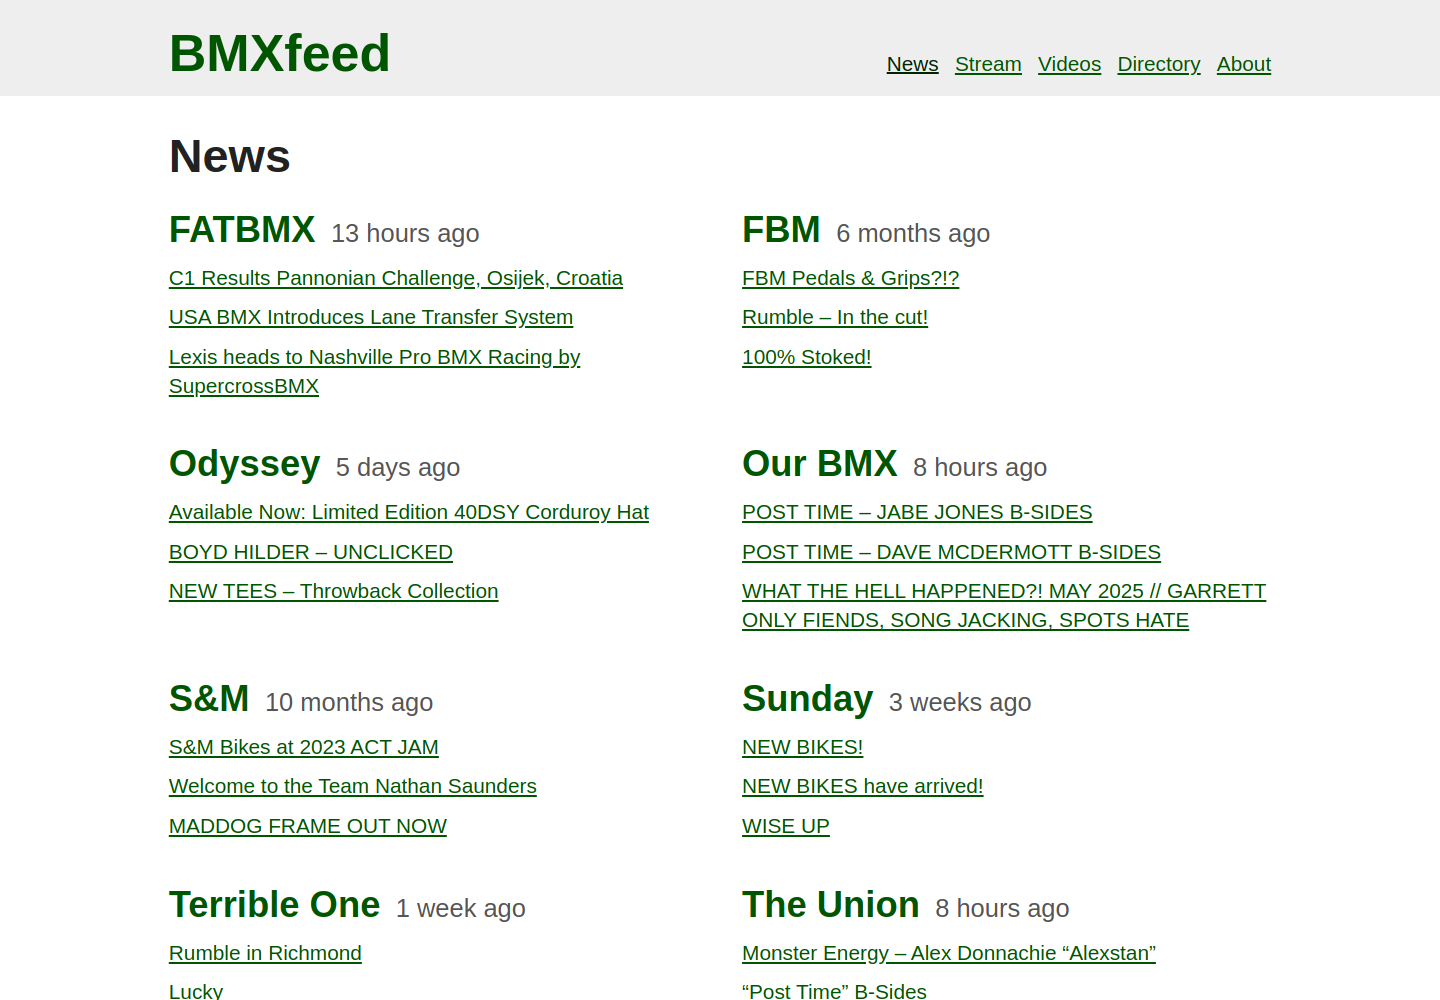 BMXfeed
News Stream Videos Directory About
News
FATBMX 13 hours ago
C1 Results Pannonian Challenge, Osijek, Croatia
USA BMX Introduces Lane Transfer System
Lexis heads to Nashville Pro BMX Racing by
SupercrossBMX
FBM 6 months ago
FBM Pedals & Grips?!?
Rumble – In the cut!
100% Stoked!
Odyssey 5 days ago
Available Now: Limited Edition 40DSY Corduroy Hat
BOYD HILDER – UNCLICKED
NEW TEES – Throwback Collection
Our BMX 8 hours ago
POST TIME – JABE JONES B-SIDES
POST TIME – DAVE MCDERMOTT B-SIDES
WHAT THE HELL HAPPENED?! MAY 2025 // GARRETT
ONLY FIENDS, SONG JACKING, SPOTS HATE
S&M 10 months ago
S&M Bikes at 2023 ACT JAM
Welcome to the Team Nathan Saunders
MADDOG FRAME OUT NOW
Sunday 3 weeks ago
NEW BIKES!
NEW BIKES have arrived!
WISE UP
Terrible One 1 week ago
Rumble in Richmond
Lucky
The Union 8 hours ago
Monster Energy – Alex Donnachie “Alexstan”
“Post Time” B-Sides